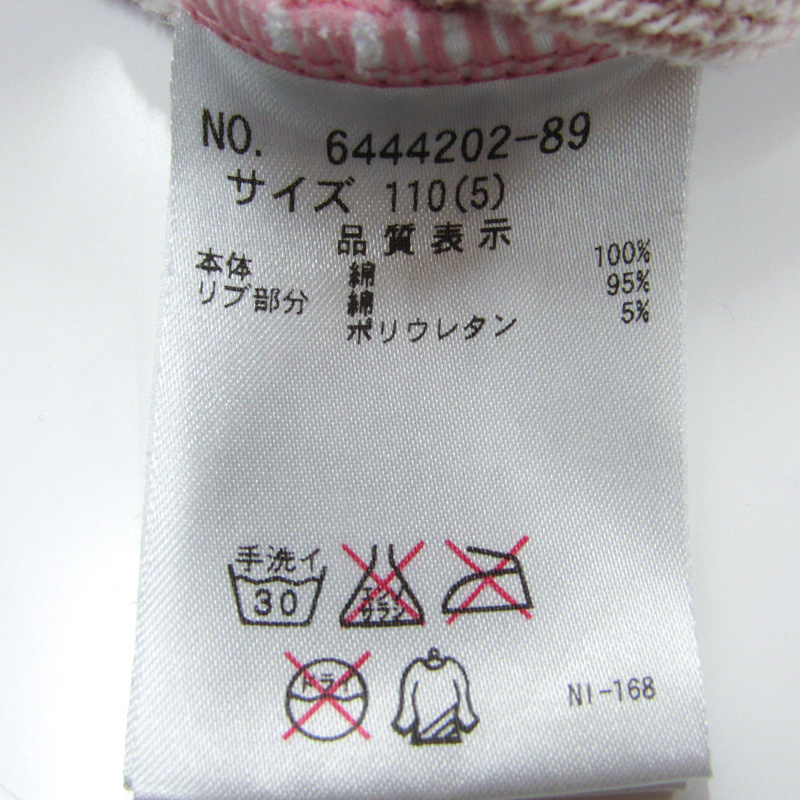 NO. 6444202-89
サイズ 110(5)
品質表示
本体 綿 100%
リブ部分 綿 95%
ポリウレタン 5%
手洗イ
30
エンソ
サラシ
ドライ
NI-168